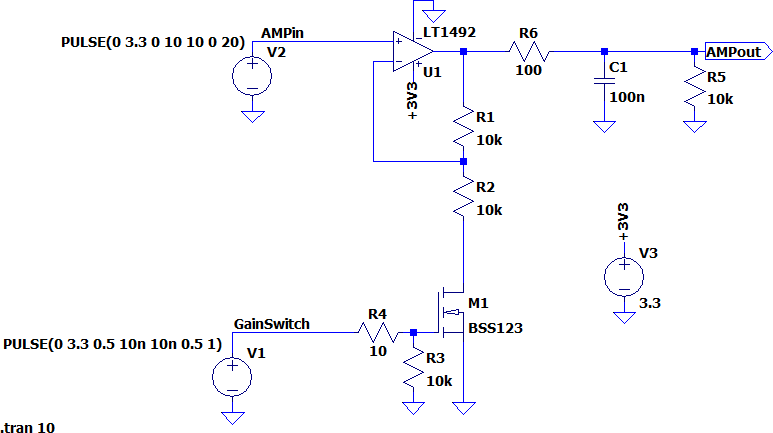 PULSE(0 3.3 0 10 10 0 20)
AMPin
V2
LT1492
U1
+3V3
R6
100
C1
100n
AMPout
R5
10k
R1
10k
R2
10k
+3V3
V3
3.3
M1
BSS123
GainSwitch
R4
10
R3
10k
PULSE(0 3.3 0.5 10n 10n 0.5 1)
V1
.tran 10